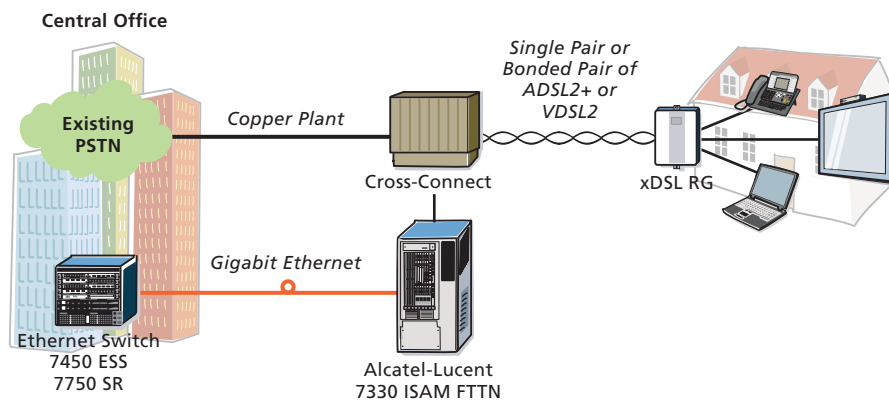 Central Office
Existing
PSTN
Copper Plant
Single Pair or
Bonded Pair of
ADSL2+ or
VDSL2
Cross-Connect
xDSL RG
Gigabit Ethernet
Ethernet Switch
7450 ESS
7750 SR
Alcatel-Lucent
7330 ISAM FTTN